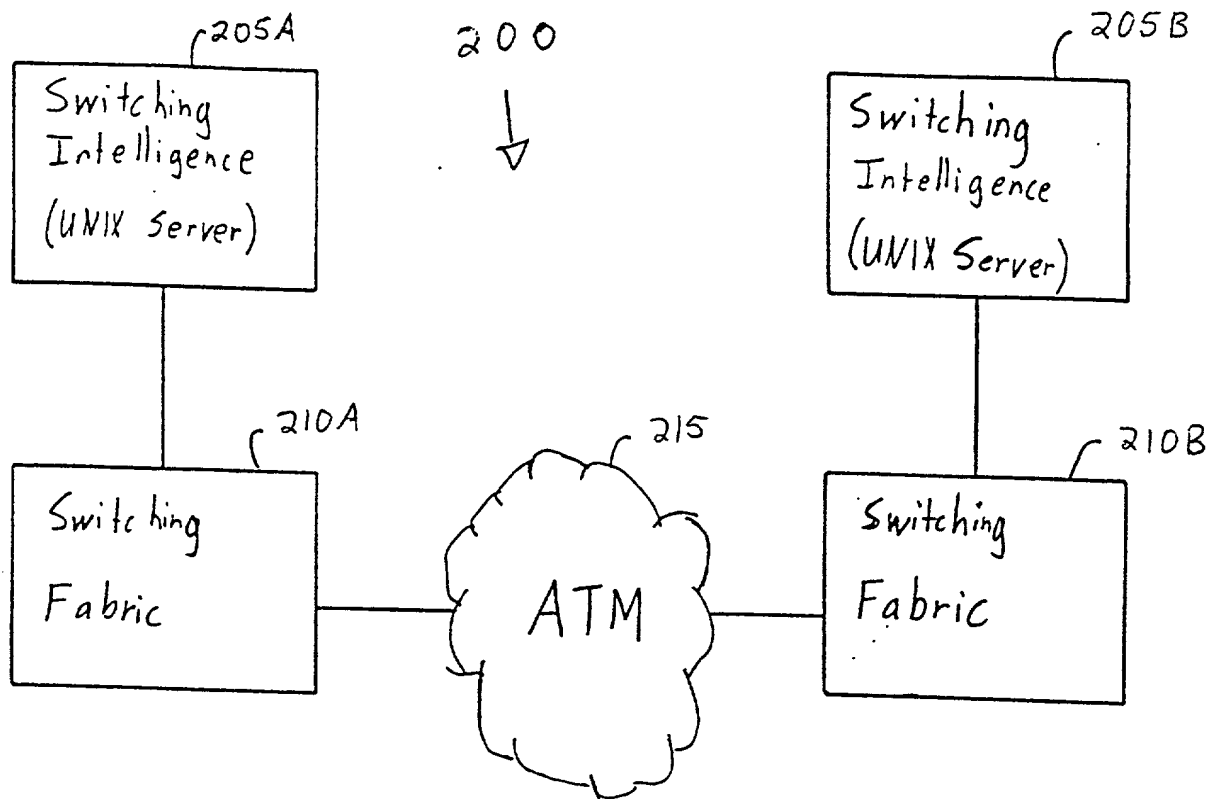 205A
200
205B
Switching
Intelligence
(UNIX Server)
Switching
Intelligence
(UNIX Server)
210A
215
210B
Switching
Fabric
ATM
Switching
Fabric